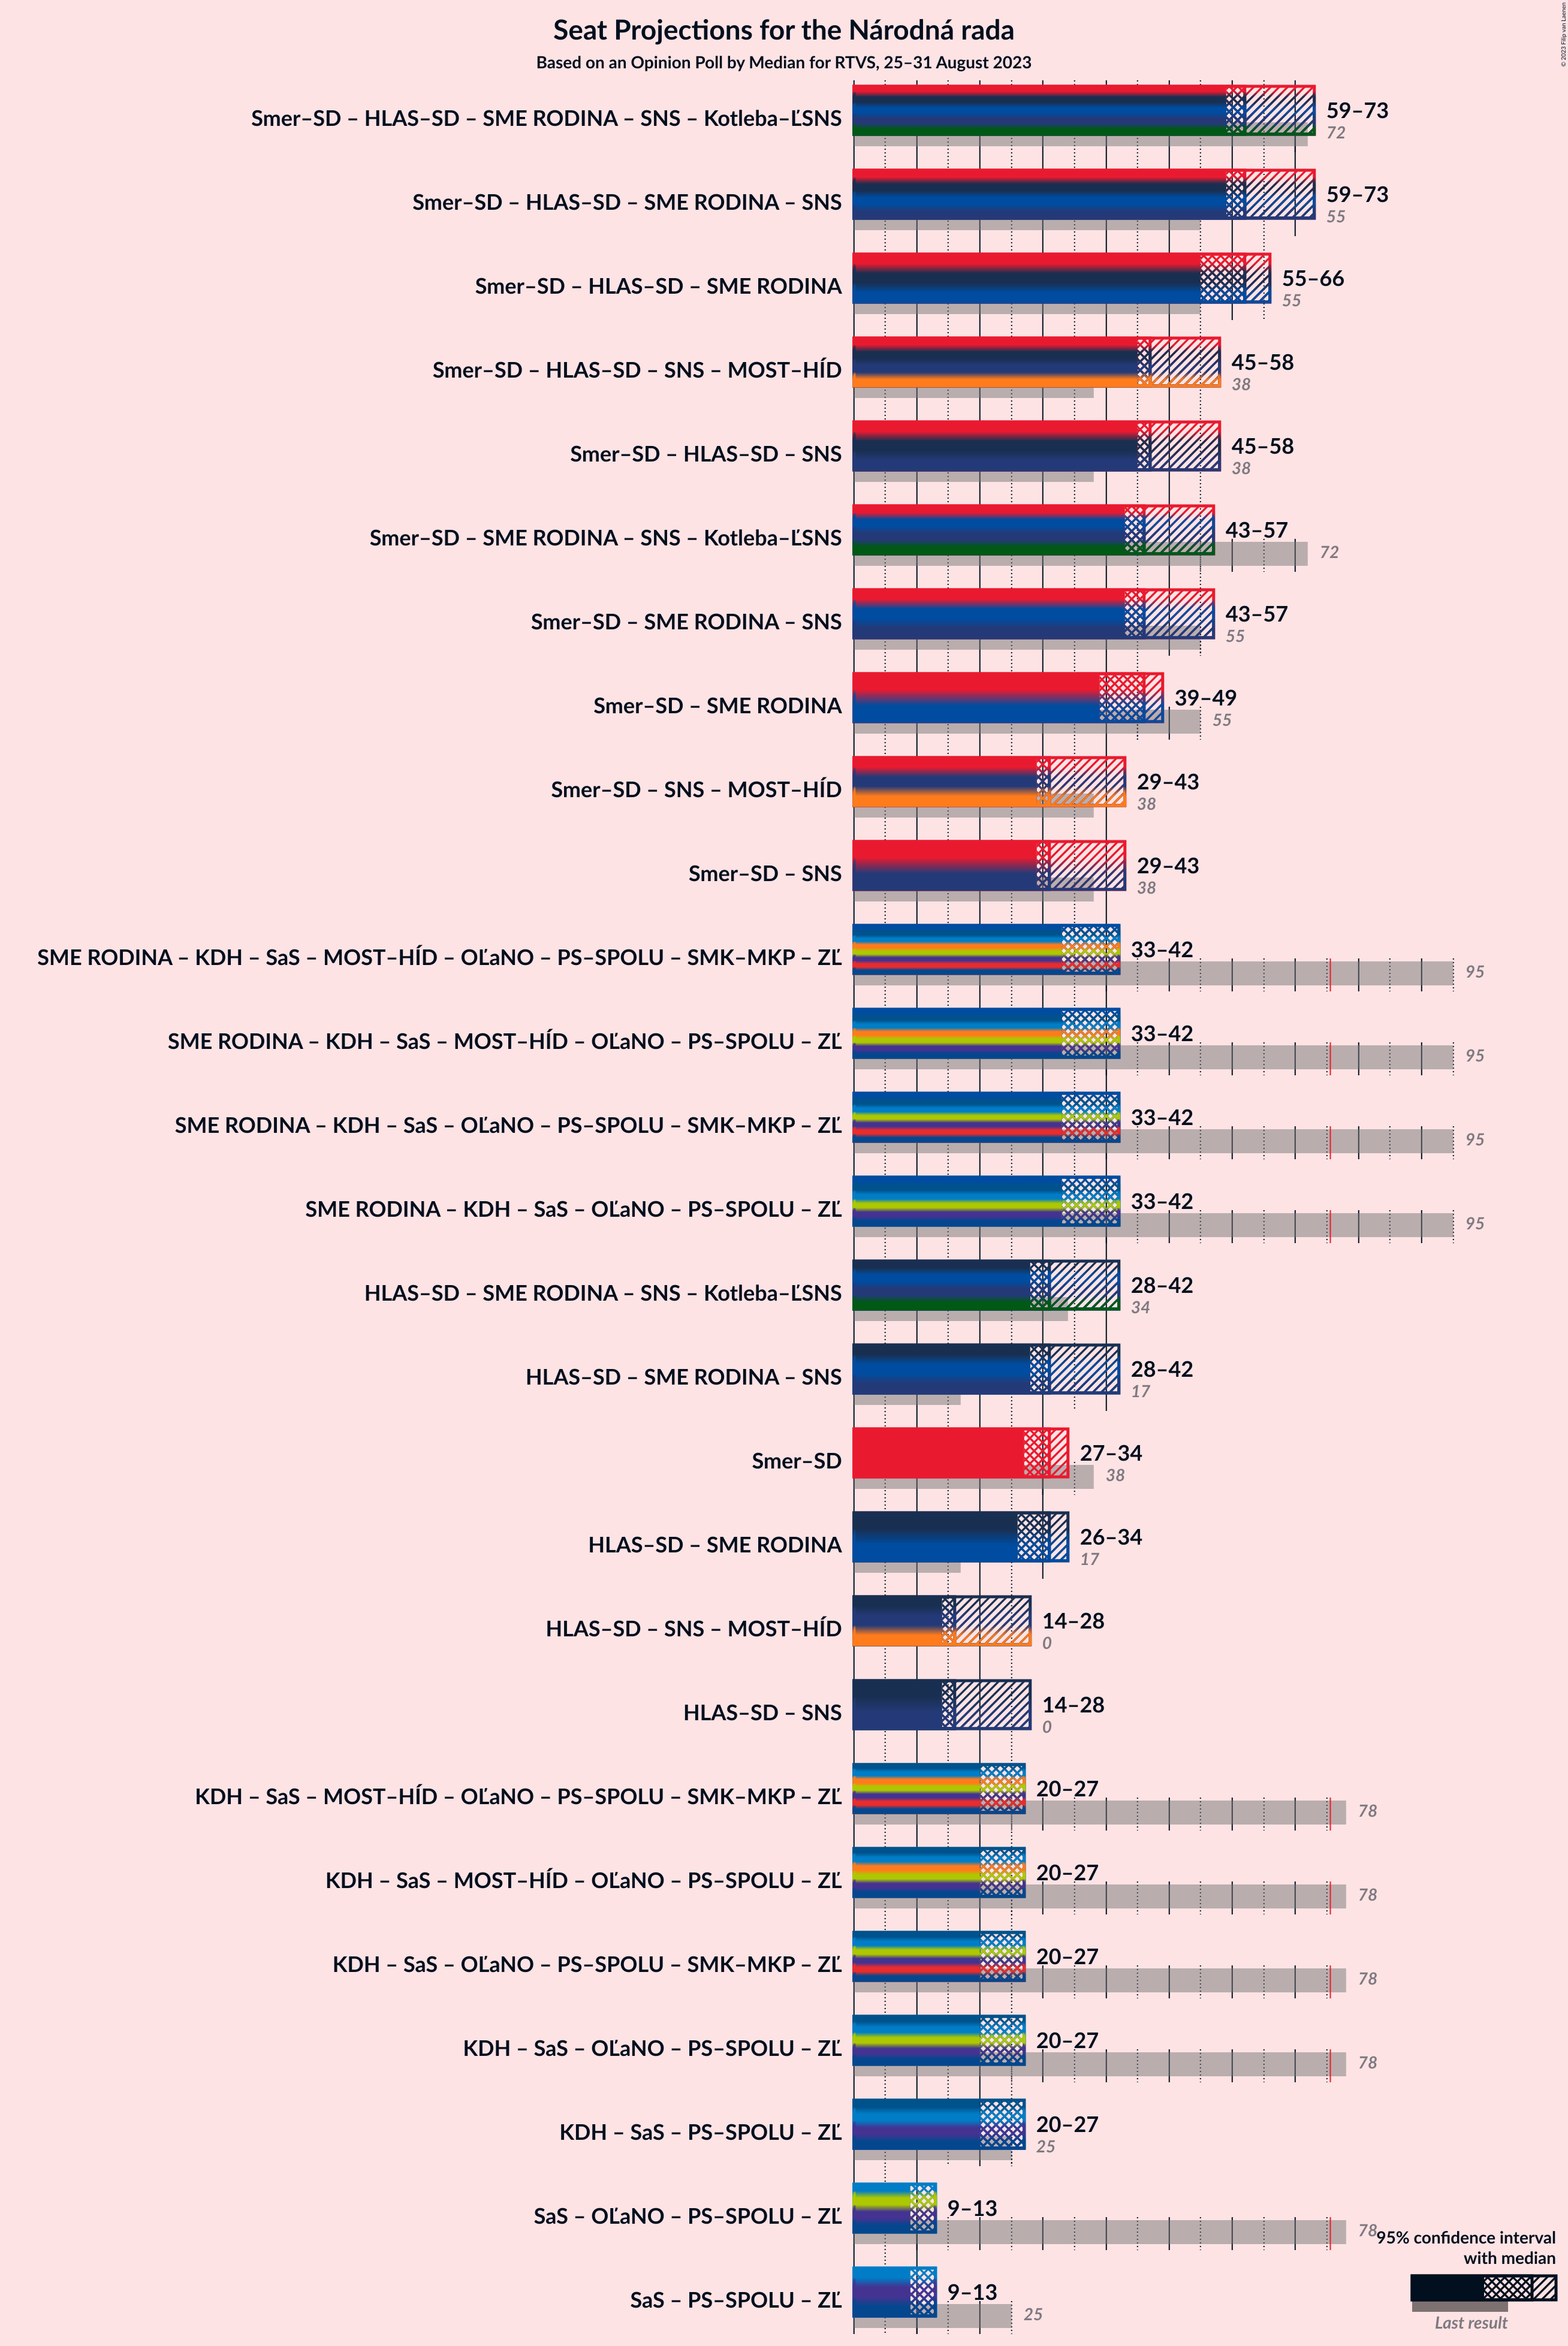 Seat Projections for the Národná rada
Based on an Opinion Poll by Median for RTVS, 25–31 August 2023
© 2023 Filip van Laenen
Smer–SD – HLAS–SD – SME RODINA – SNS – Kotleba–ĽSNS
59–73
72
Smer–SD – HLAS–SD – SME RODINA – SNS
59–73
55
Smer–SD – HLAS–SD – SME RODINA
55–66
55
Smer–SD – HLAS–SD – SNS – MOST–HÍD
45–58
38
Smer–SD – HLAS–SD – SNS
45–58
38
Smer–SD – SME RODINA – SNS – Kotleba–ĽSNS
43–57
72
Smer–SD – SME RODINA – SNS
43–57
55
Smer–SD – SME RODINA
39–49
55
Smer–SD – SNS – MOST–HÍD
29–43
38
Smer–SD – SNS
29–43
38
SME RODINA – KDH – SaS – MOST–HÍD – OĽaNO – PS–SPOLU – SMK–MKP – ZĽ
33–42
95
SME RODINA – KDH – SaS – MOST–HÍD – OĽaNO – PS–SPOLU – ZĽ
33–42
95
SME RODINA – KDH – SaS – OĽaNO – PS–SPOLU – SMK–MKP – ZĽ
33–42
95
SME RODINA – KDH – SaS – OĽaNO – PS–SPOLU – ZĽ
33–42
95
HLAS–SD – SME RODINA – SNS – Kotleba–ĽSNS
28–42
34
HLAS–SD – SME RODINA – SNS
28–42
17
Smer–SD
27–34
38
HLAS–SD – SME RODINA
26–34
17
HLAS–SD – SNS – MOST–HÍD
14–28
0
HLAS–SD – SNS
14–28
0
KDH – SaS – MOST–HÍD – OĽaNO – PS–SPOLU – SMK–MKP – ZĽ
20–27
78
KDH – SaS – MOST–HÍD – OĽaNO – PS–SPOLU – ZĽ
20–27
78
KDH – SaS – OĽaNO – PS–SPOLU – SMK–MKP – ZĽ
20–27
78
KDH – SaS – OĽaNO – PS–SPOLU – ZĽ
20–27
78
KDH – SaS – PS–SPOLU – ZĽ
20–27
25
SaS – OĽaNO – PS–SPOLU – ZĽ
9–13
78
SaS – PS–SPOLU – ZĽ
9–13
25
95% confidence interval
with median
Last result